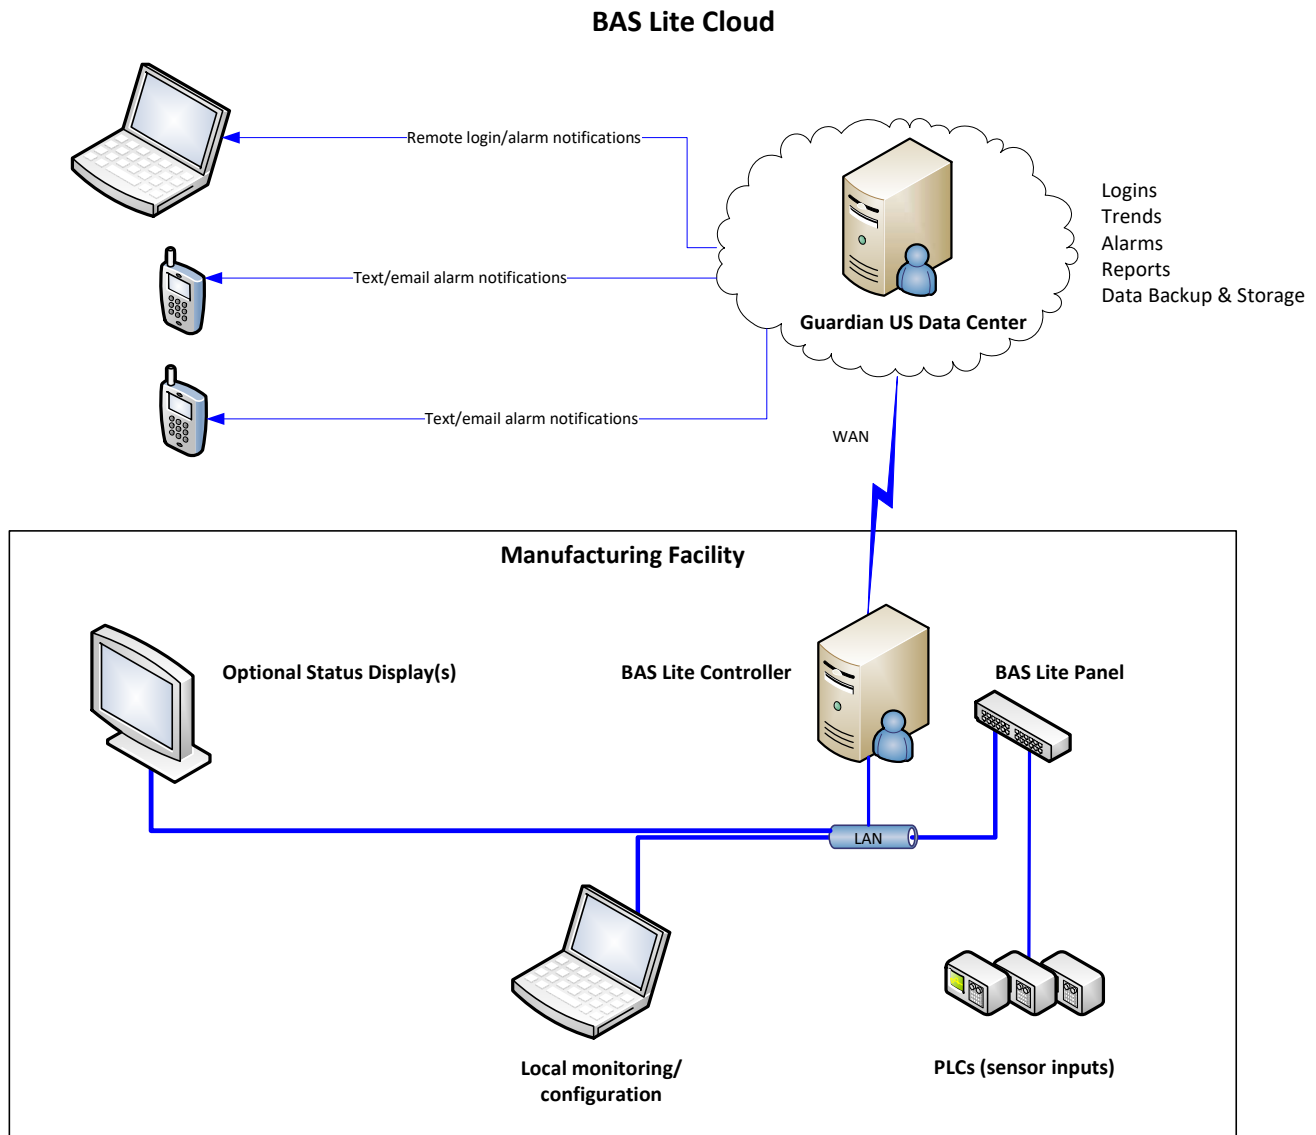 BAS Lite Cloud
Remote login/alarm notifications
Logins
Trends
Alarms
Reports
Data Backup & Storage
Text/email alarm notifications
Guardian US Data Center
Text/email alarm notifications
WAN
Manufacturing Facility
Optional Status Display(s)
BAS Lite Controller
BAS Lite Panel
LAN
Local monitoring/
configuration
PLCs (sensor inputs)